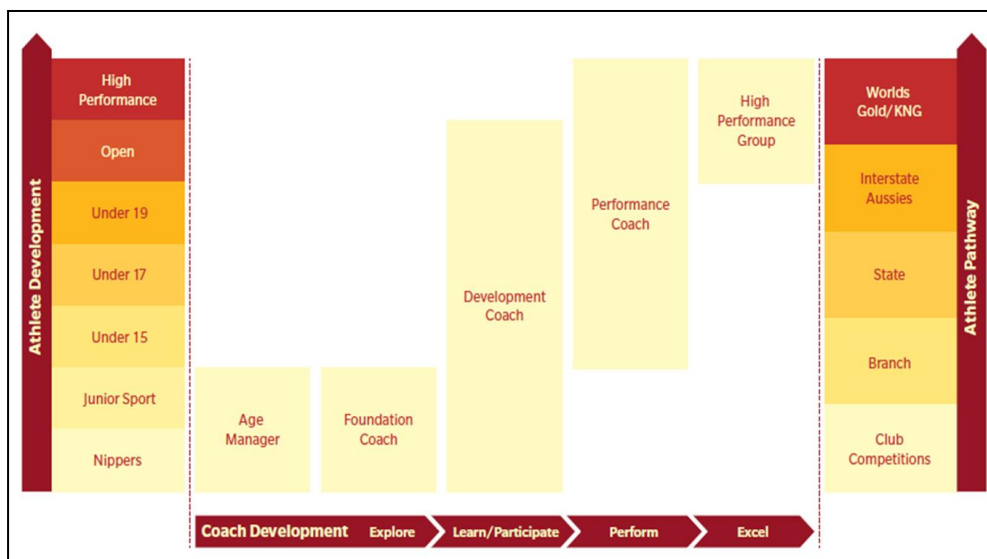 Athlete Development
High
Performance
Open
Under 19
Under 17
Under 15
Junior Sport
Nippers
Age
Manager
Foundation
Coach
Development
Coach
Performance
Coach
High
Performance
Group
Worlds
Gold/KNG
Interstate
Aussies
State
Branch
Club
Competitions
Athlete Pathway
Coach Development Explore Learn/Participate Perform Excel